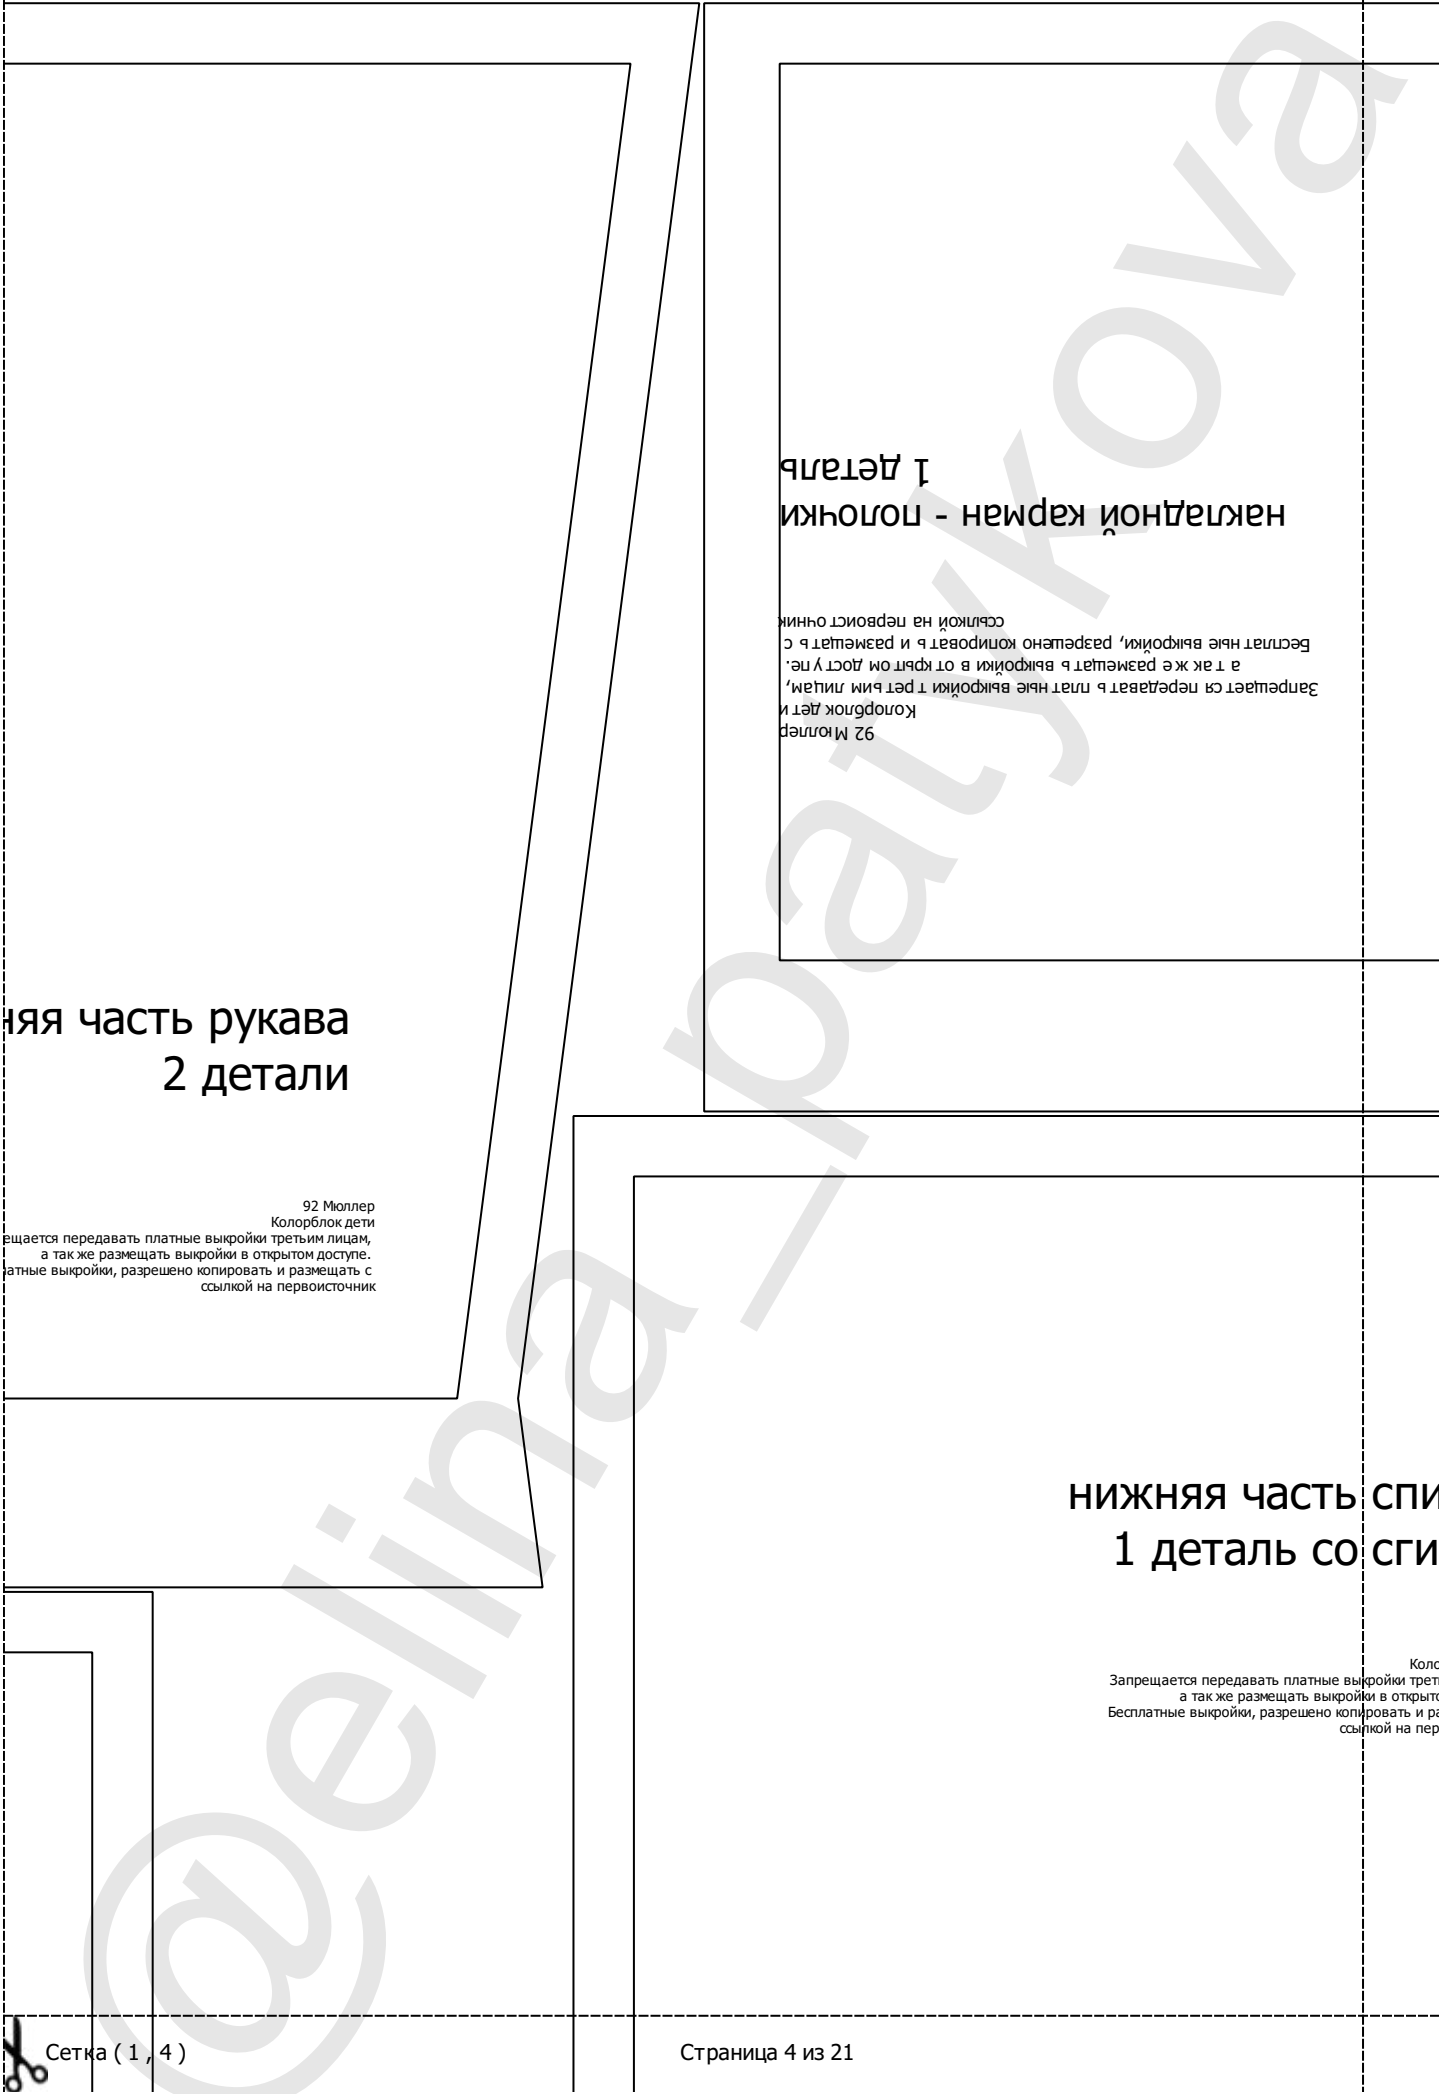 1 деталь
накладной карман - полочки
92 Мюллер
Колорблок дети
Запрещается передавать платные выкройки третьим лицам,
а так же размещать выкройки в открытом доступе.
Бесплатные выкройки, разрешено копировать и размещать с
ссылкой на первоисточник
няя часть рукава
2 детали
92 Мюллер
Колорблок дети
ещается передавать платные выкройки третьим лицам,
а так же размещать выкройки в открытом доступе.
латные выкройки, разрешено копировать и размещать с
ссылкой на первоисточник
нижняя часть спи
1 деталь со сги
Коло
Запрещается передавать платные выкройки треть
а так же размещать выкройки в открыто
Бесплатные выкройки, разрешено копировать и ра
ссылкой на пер
@elina_patykova
Сетка ( 1 , 4 )
Страница 4 из 21